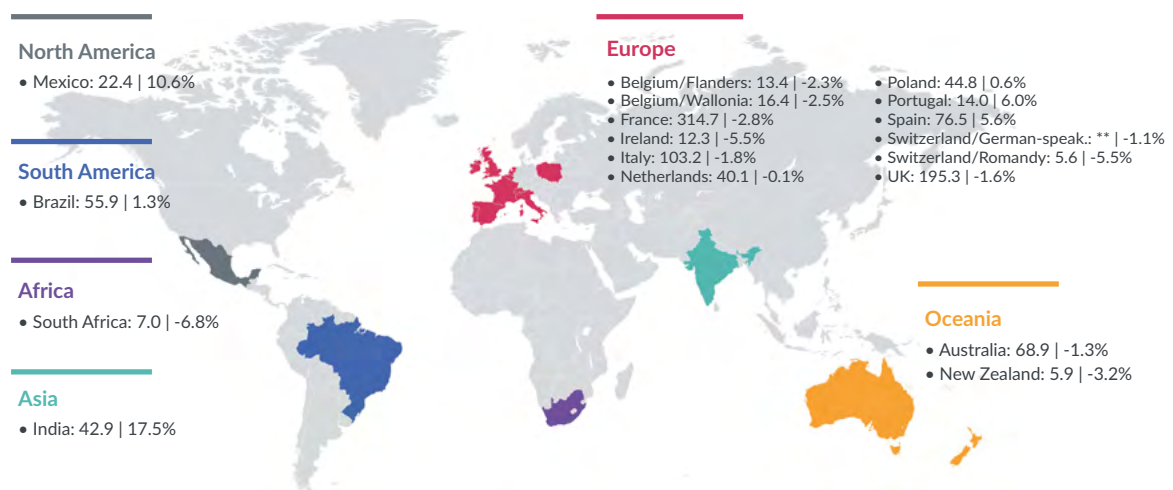 North America
• Mexico: 22.4 | 10.6%
South America
• Brazil: 55.9 | 1.3%
Africa
• South Africa: 7.0 | -6.8%
Asia
• India: 42.9 | 17.5%
Europe
• Belgium/Flanders: 13.4 | -2.3%
• Belgium/Wallonia: 16.4 | -2.5%
• France: 314.7 | -2.8%
• Ireland: 12.3 | -5.5%
• Italy: 103.2 | -1.8%
• Netherlands: 40.1 | -0.1%
• Poland: 44.8 | 0.6%
• Portugal: 14.0 | 6.0%
• Spain: 76.5 | 5.6%
• Switzerland/German-speak.: ** | -1.1%
• Switzerland/Romandy: 5.6 | -5.5%
• UK: 195.3 | -1.6%
Oceania
• Australia: 68.9 | -1.3%
• New Zealand: 5.9 | -3.2%